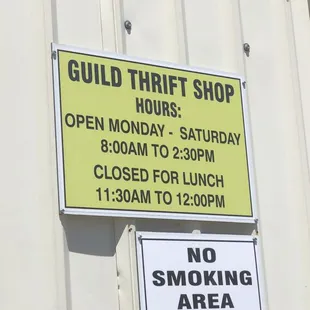 GUILD THRIFT SHOP
HOURS:
OPEN MONDAY - SATURDAY
8:00AM TO 2:30PM
CLOSED FOR LUNCH
11:30AM TO 12:00PM
NO
SMOKING
AREA